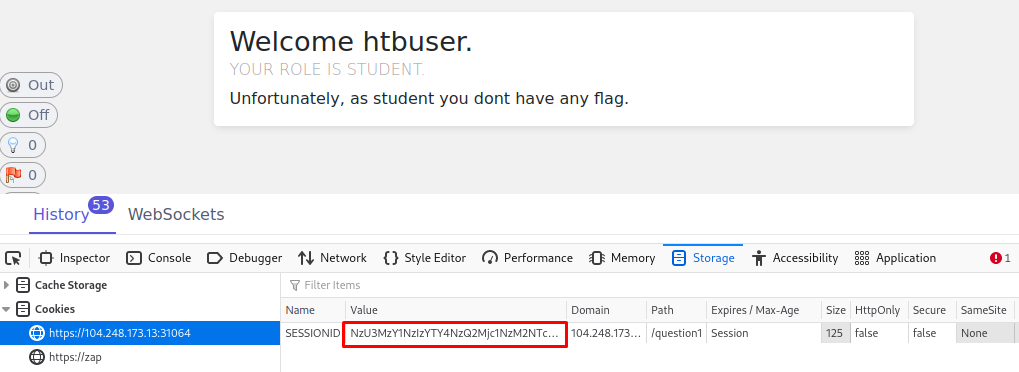 Welcome htbuser.
YOUR ROLE IS STUDENT.
Unfortunately, as student you dont have any flag.
Out
Off
0
0
History 53 WebSockets
Inspector Console Debugger Network Style Editor Performance Memory Storage Accessibility Application 1
Cache Storage
Cookies
https://104.248.173.13:31064
https://zap
Filter Items
Name Value Domain Path Expires / Max-Age Size HttpOnly Secure SameSite
SESSIONID NzU3MzY1NzIzYTY4NzQ2Mjc1NzM2NTc... 104.248.173... /question1 Session 125 false false None